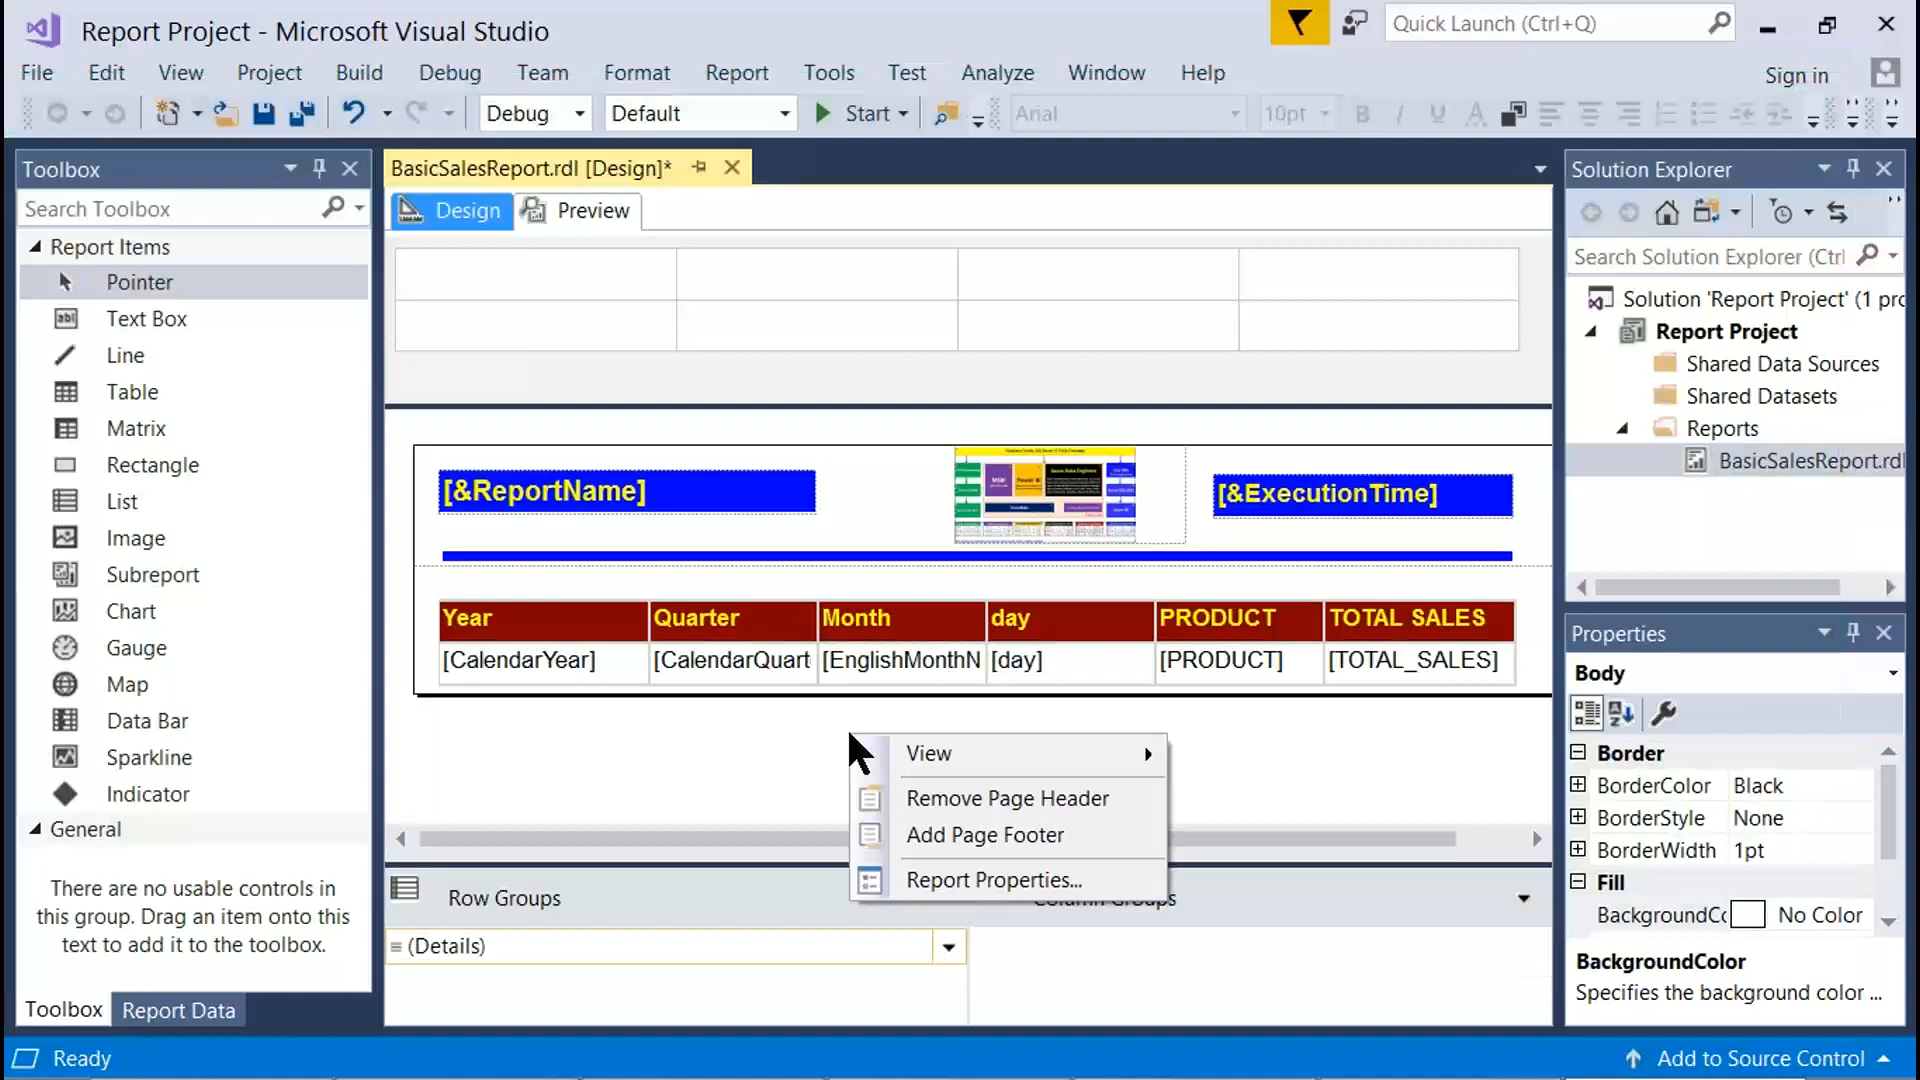 Report Project - Microsoft Visual Studio
Quick Launch (Ctrl+Q)
File Edit View Project Build Debug Team Format Report Tools Test Analyze Window Help
Sign in
Debug Default Start Arial 10pt B I U A
Toolbox
Search Toolbox
Report Items
Pointer
Text Box
Line
Table
Matrix
Rectangle
List
Image
Subreport
Chart
Gauge
Map
Data Bar
Sparkline
Indicator
General
There are no usable controls in
this group. Drag an item onto this
text to add it to the toolbox.
Toolbox Report Data
BasicSalesReport.rdl [Design]*
Design Preview
[&ReportName]
[&ExecutionTime]
Year Quarter Month day PRODUCT TOTAL SALES
[CalendarYear] [CalendarQuart [EnglishMonthN [day] [PRODUCT] [TOTAL_SALES]
View
Remove Page Header
Add Page Footer
Report Properties...
Row Groups
Column Groups
(Details)
Solution Explorer
Search Solution Explorer (Ctrl
Solution 'Report Project' (1 pro
Report Project
Shared Data Sources
Shared Datasets
Reports
BasicSalesReport.rdl
Properties
Body
Border
BorderColor Black
BorderStyle None
BorderWidth 1pt
Fill
BackgroundCo No Color
BackgroundColor
Specifies the background color ...
Ready
Add to Source Control